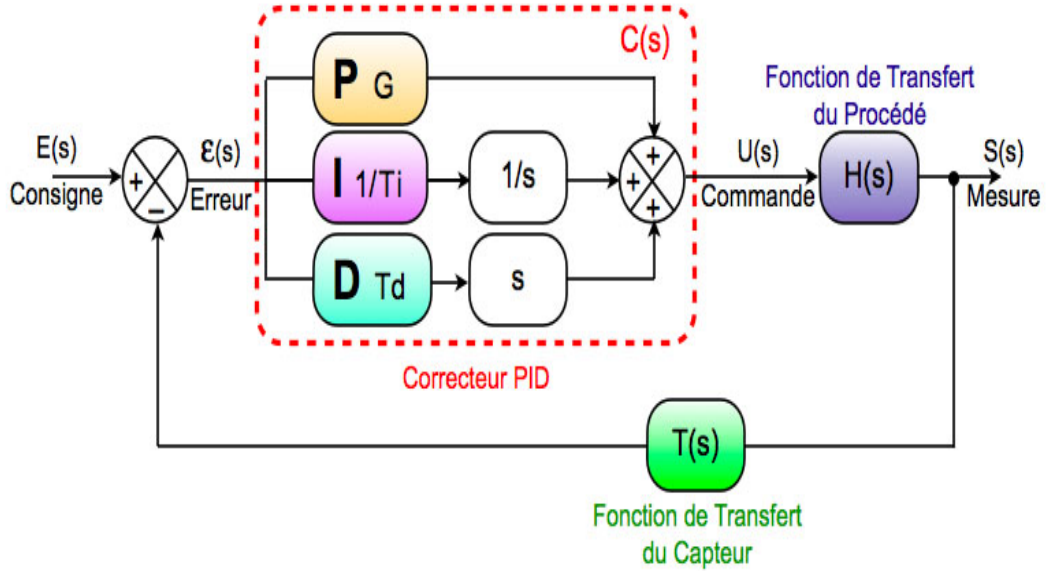 C(s)
P G
Fonction de Transfert
du Procédé
E(s)
Consigne
+
−
ε(s)
Erreur
I 1/Ti
1/s
+
+
+
U(s)
Commande
H(s)
S(s)
Mesure
D Td
s
Correcteur PID
T(s)
Fonction de Transfert
du Capteur